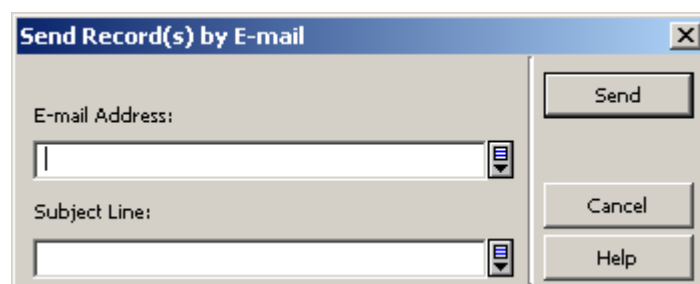 Send Record(s) by E-mail
E-mail Address:
Subject Line:
Send
Cancel
Help